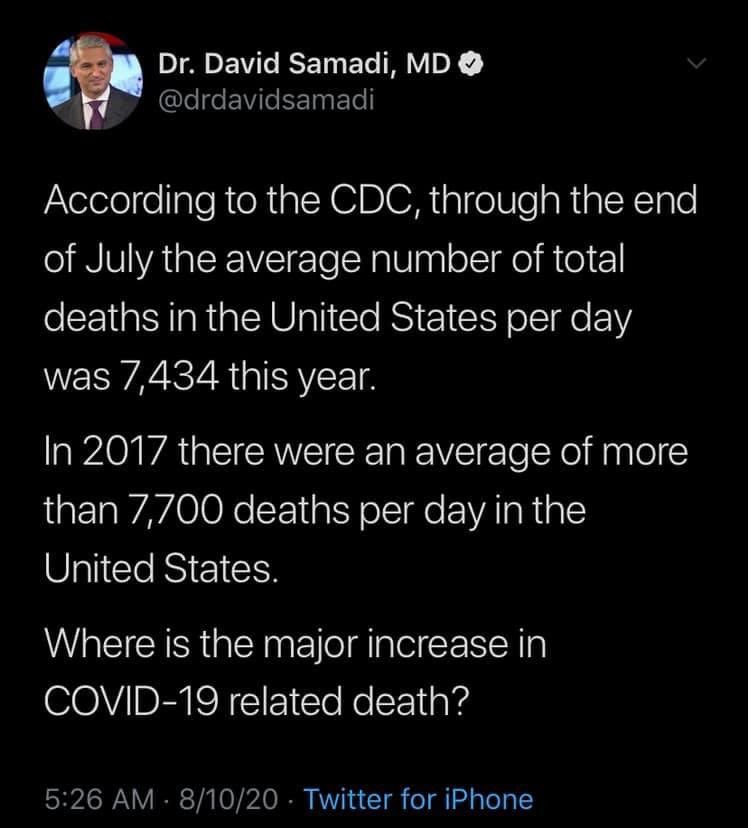 Dr. David Samadi, MD
@drdavidsamadi
According to the CDC, through the end
of July the average number of total
deaths in the United States per day
was 7,434 this year.
In 2017 there were an average of more
than 7,700 deaths per day in the
United States.
Where is the major increase in
COVID-19 related death?
5:26 AM · 8/10/20 · Twitter for iPhone